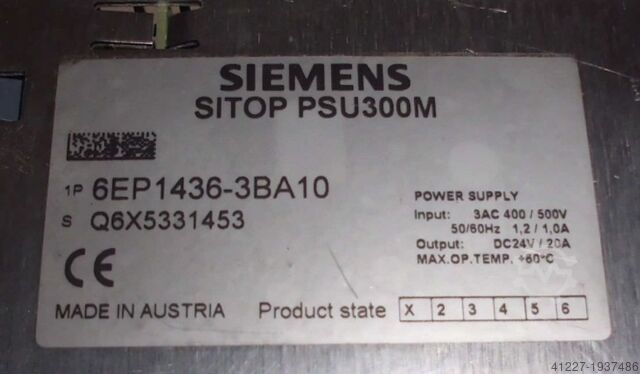 SIEMENS
SITOP PSU300M
1P 6EP1436-3BA10
S Q6X5331453
POWER SUPPLY
Input: 3AC 400 / 500V
50/60Hz 1,2 / 1,0A
Output: DC24V / 20A
MAX.OP.TEMP. +60°C
CE
MADE IN AUSTRIA Product state X 2 3 4 5 6
41227-1937486